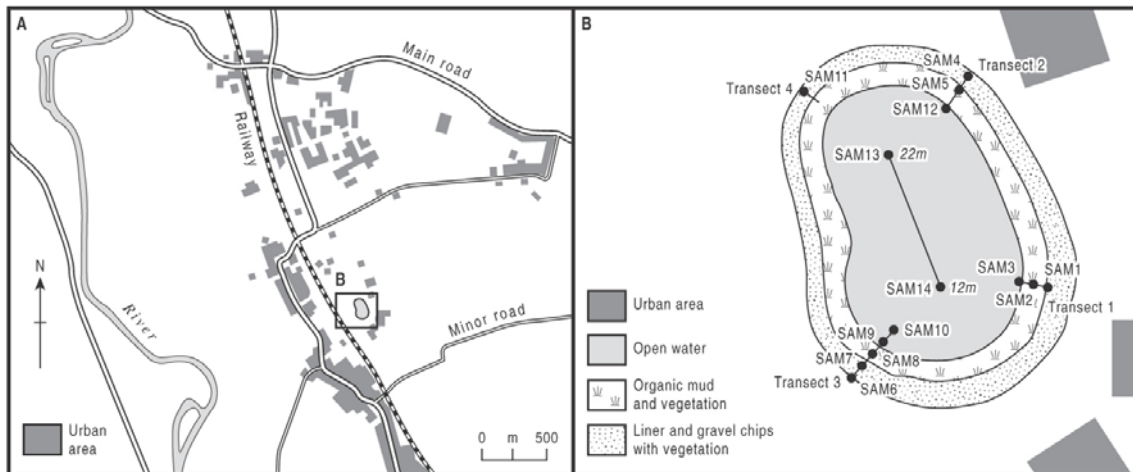 A
Main road
Railway
N
River
B
Minor road
Urban
area
0 m 500
B
SAM4
Transect 2
SAM11
SAM5
Transect 4
SAM12
SAM13
22m
SAM3
SAM1
SAM14
12m
SAM2
Transect 1
SAM9
SAM10
SAM7
SAM8
Transect 3
SAM6
Urban area
Open water
Organic mud
and vegetation
Liner and gravel chips
with vegetation